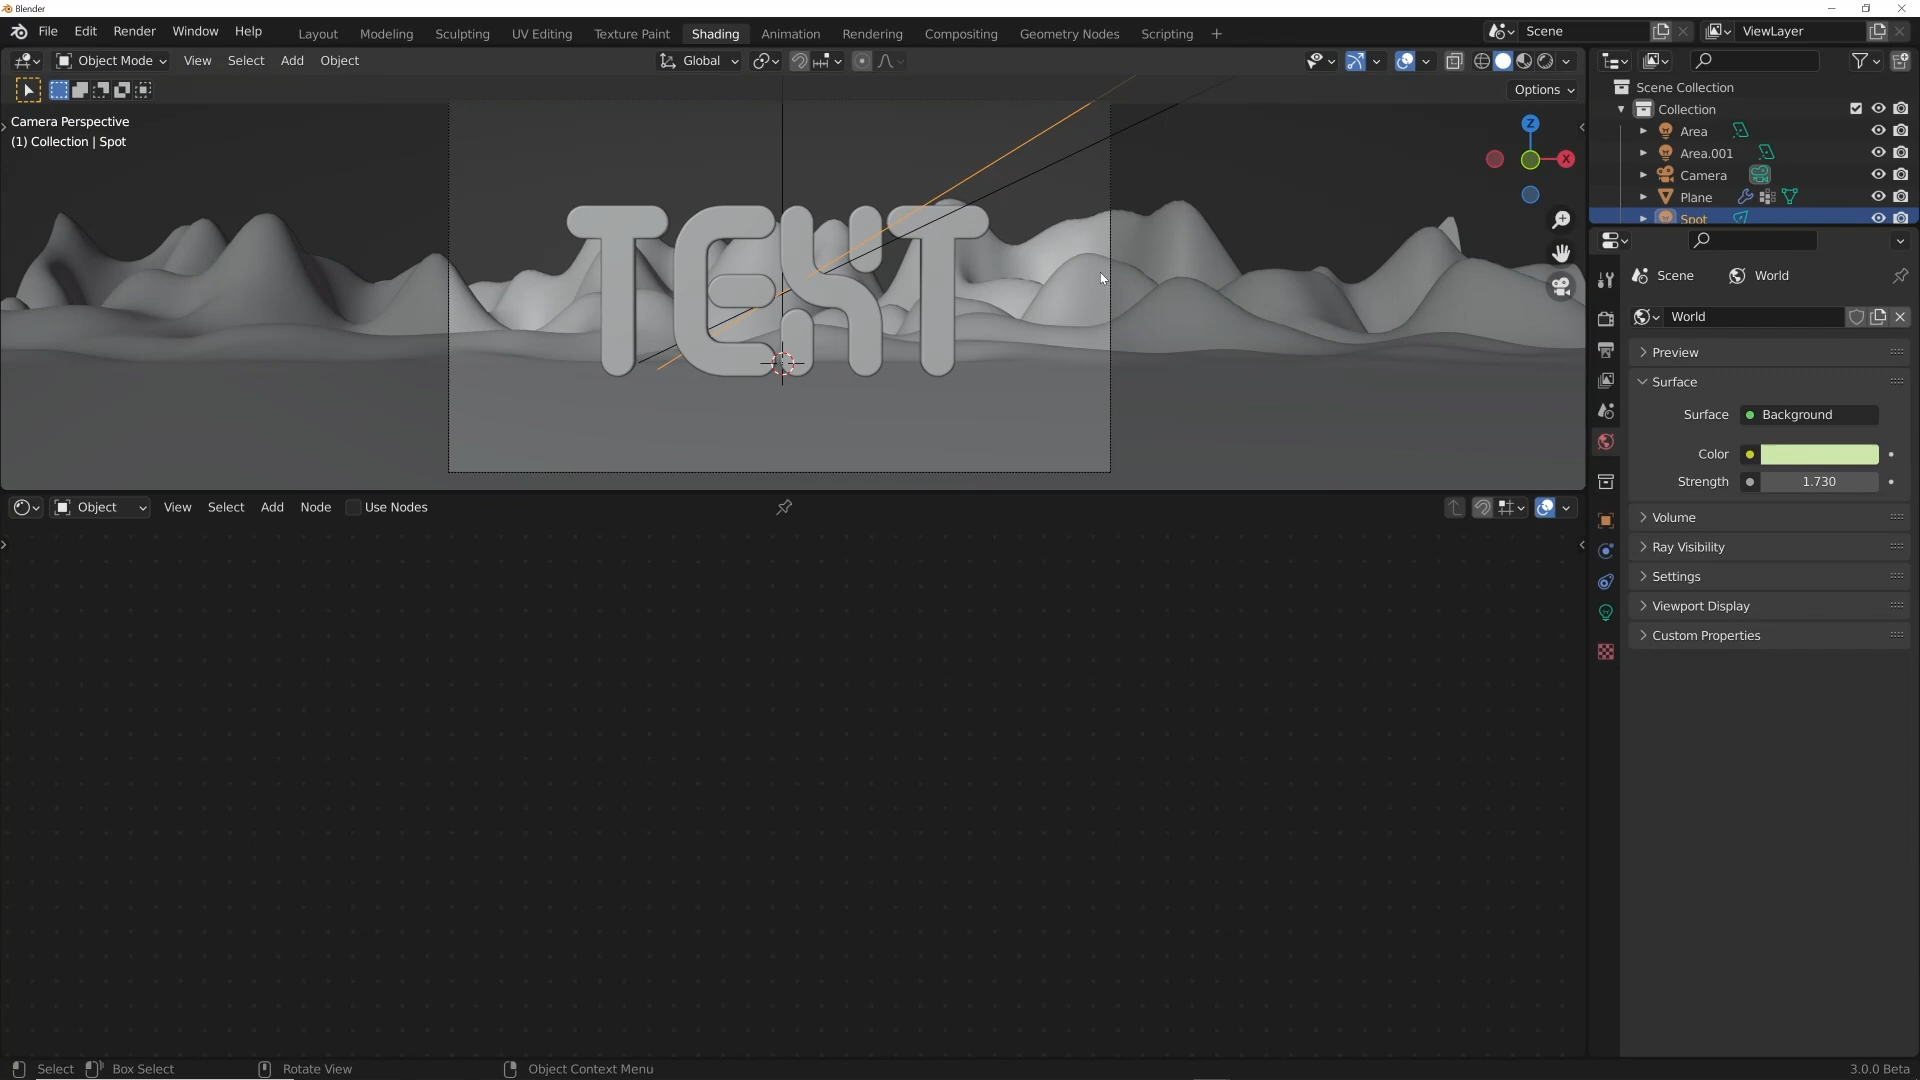 Blender
File Edit Render Window Help
Layout Modeling Sculpting UV Editing Texture Paint Shading Animation Rendering Compositing Geometry Nodes Scripting +
Scene
ViewLayer
Object Mode View Select Add Object
Global
Options
Camera Perspective
(1) Collection | Spot
TEXT
Z
X
Scene Collection
Collection
Area
Area.001
Camera
Plane
Spot
Scene World
World
Preview
Surface
Surface Background
Color
Strength 1.730
Volume
Ray Visibility
Settings
Viewport Display
Custom Properties
Object View Select Add Node Use Nodes
Select Box Select Rotate View Object Context Menu 3.0.0 Beta